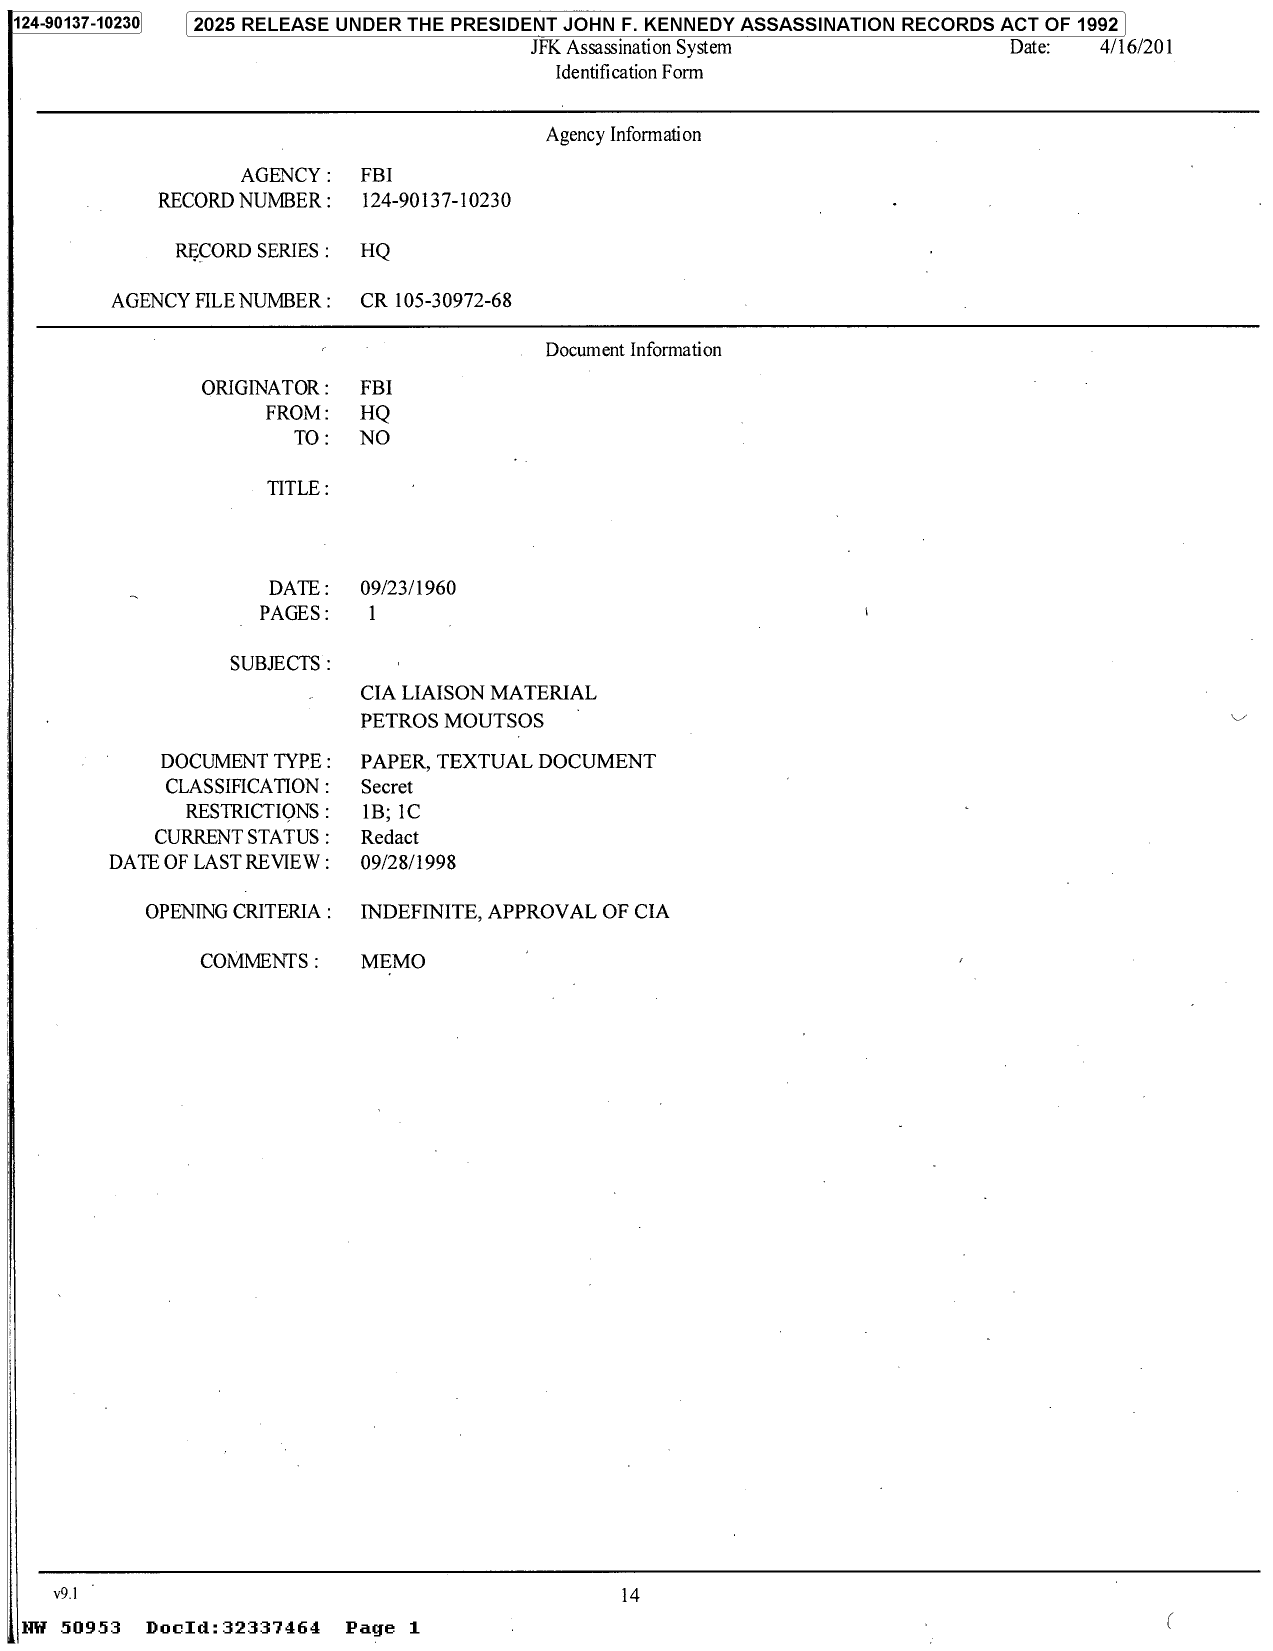 124-90137-10230
2025 RELEASE UNDER THE PRESIDENT JOHN F. KENNEDY ASSASSINATION RECORDS ACT OF 1992
JFK Assassination System
Date: 4/16/201
Identification Form
Agency Information
AGENCY : FBI
RECORD NUMBER : 124-90137-10230
RECORD SERIES : HQ
AGENCY FILE NUMBER : CR 105-30972-68
Document Information
ORIGINATOR : FBI
FROM : HQ
TO : NO
TITLE :
DATE : 09/23/1960
PAGES : 1
SUBJECTS :
CIA LIAISON MATERIAL
PETROS MOUTSOS
DOCUMENT TYPE : PAPER, TEXTUAL DOCUMENT
CLASSIFICATION : Secret
RESTRICTIONS : 1B; 1C
CURRENT STATUS : Redact
DATE OF LAST REVIEW : 09/28/1998
OPENING CRITERIA : INDEFINITE, APPROVAL OF CIA
COMMENTS : MEMO
v9.1
14
NW 50953 DocId:32337464 Page 1